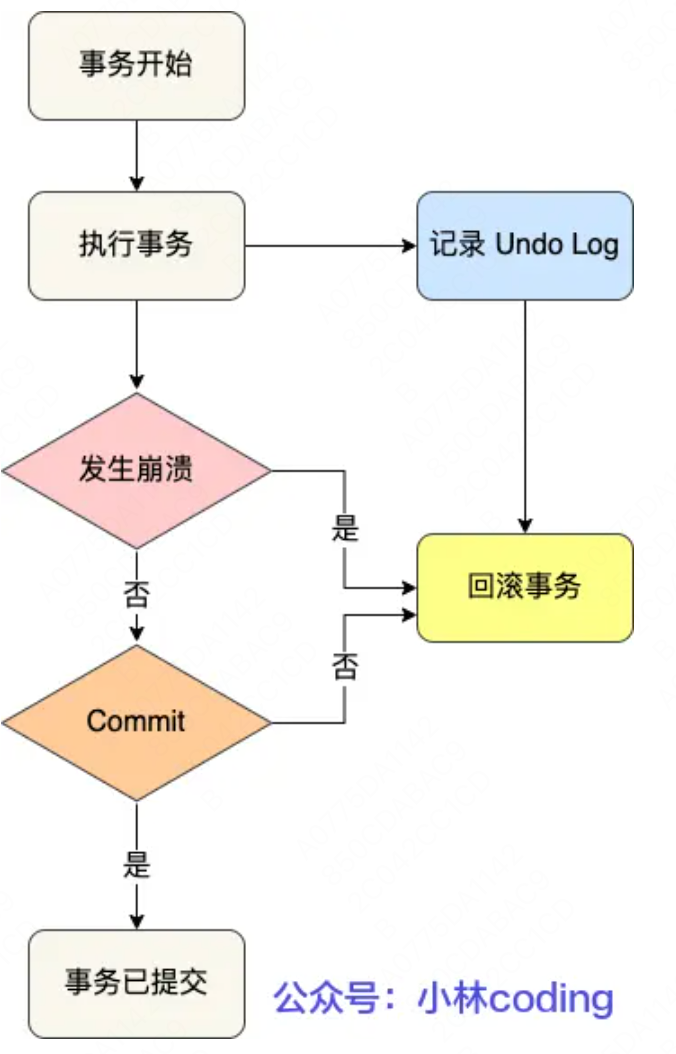 事务开始
执行事务
记录 Undo Log
发生崩溃
是
回滚事务
否
否
Commit
是
事务已提交
公众号：小林coding